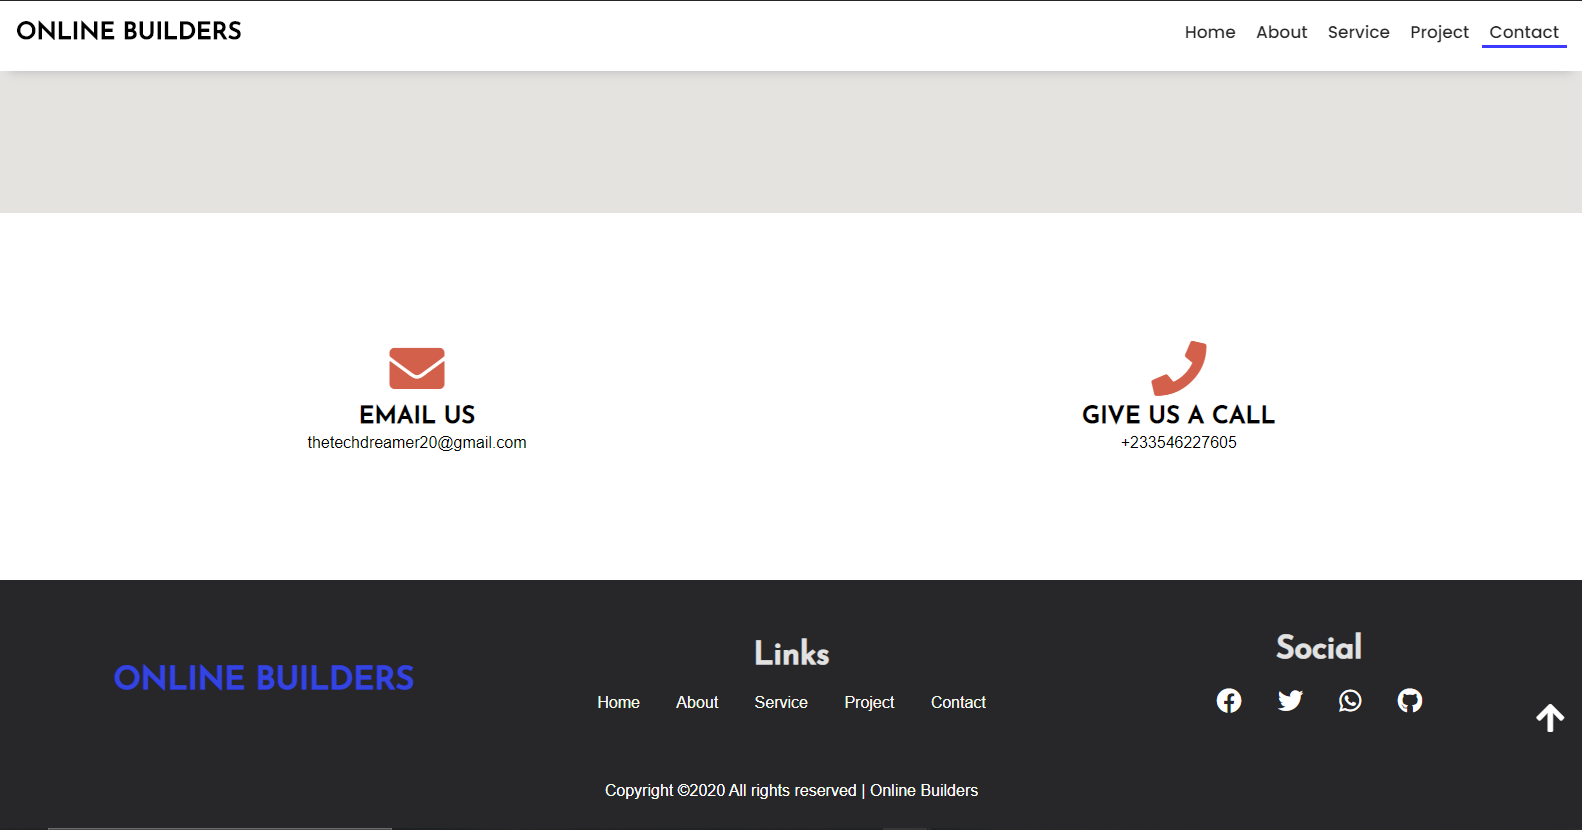 ONLINE BUILDERS
Home About Service Project Contact
EMAIL US
thetechdreamer20@gmail.com
GIVE US A CALL
+233546227605
ONLINE BUILDERS
Links
Home About Service Project Contact
Social
Copyright ©2020 All rights reserved | Online Builders